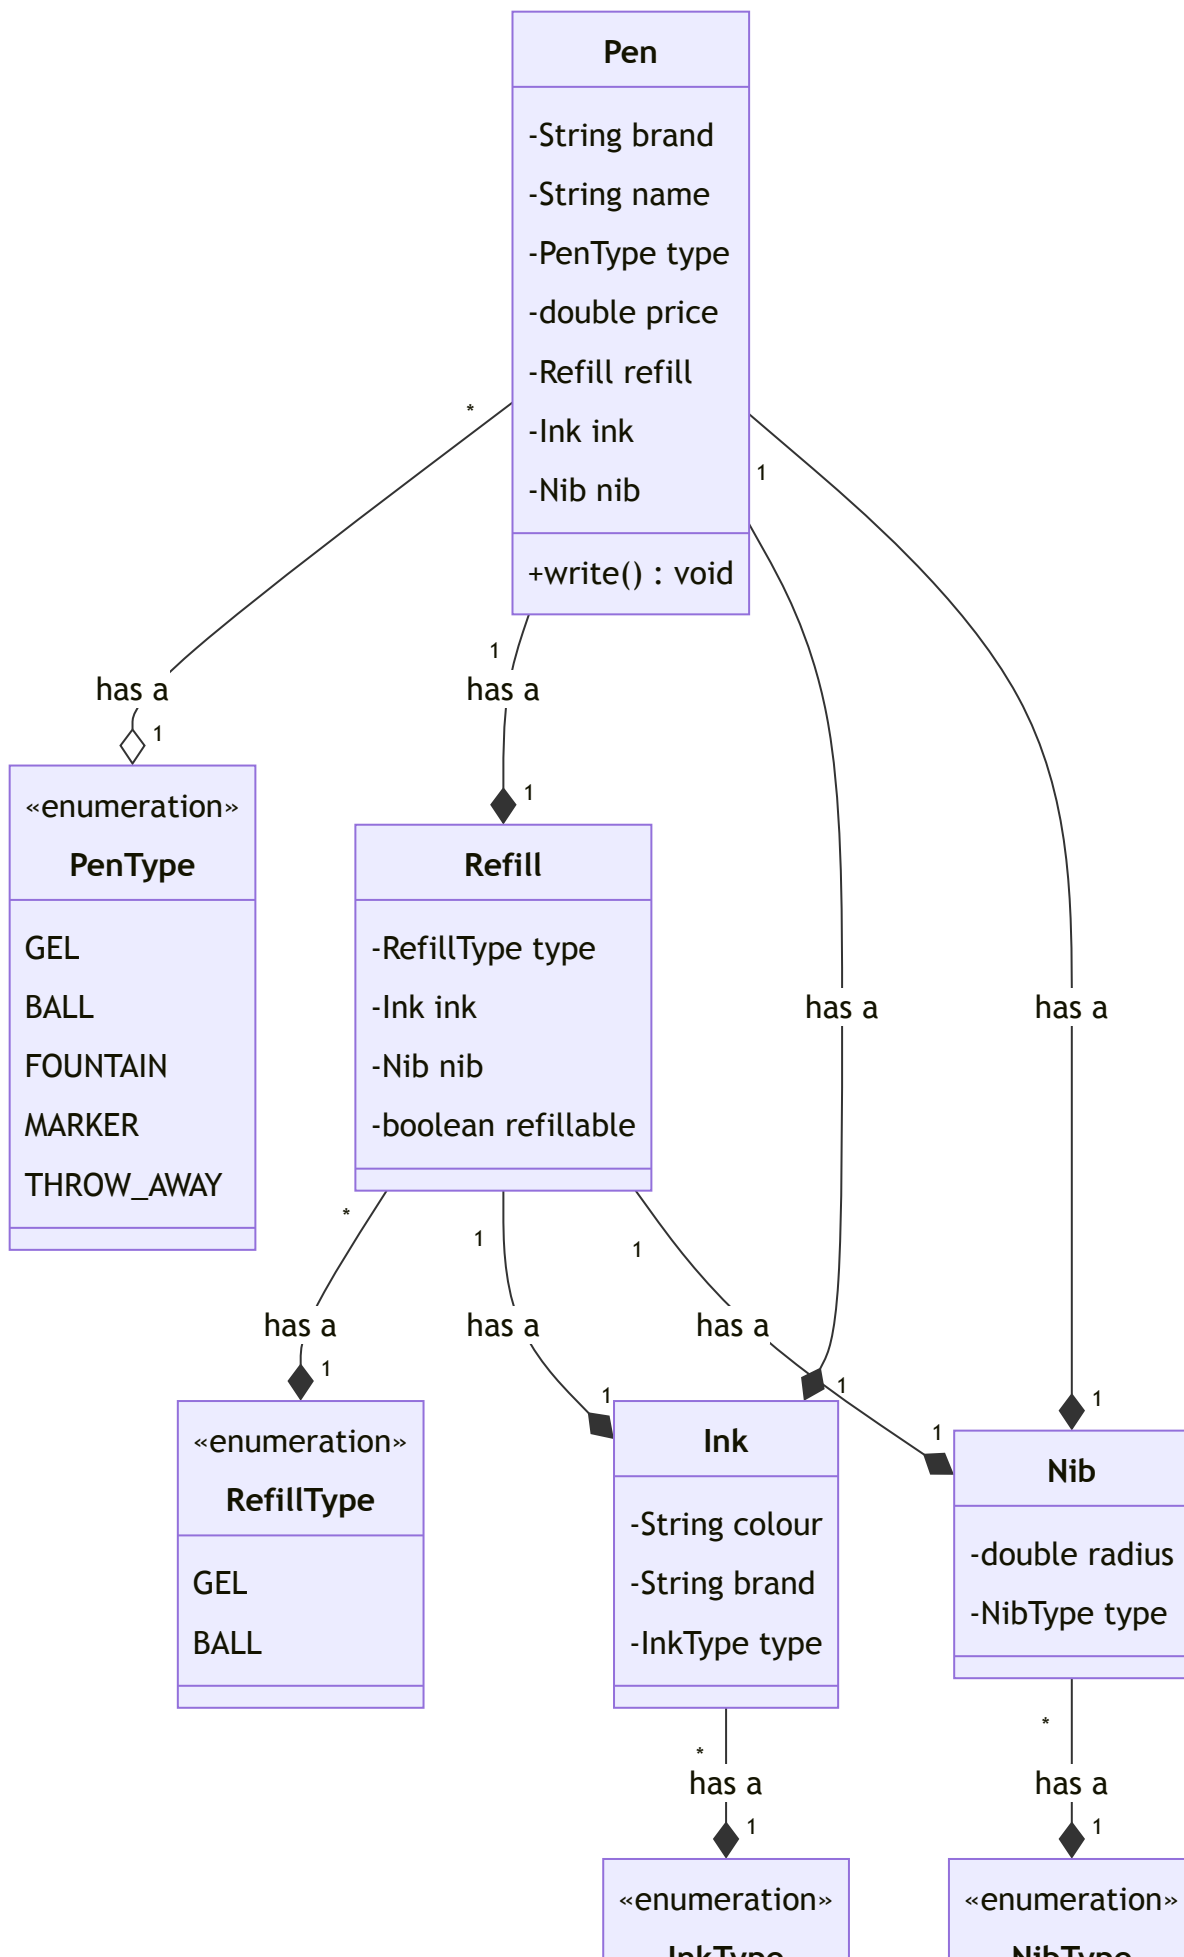 Pen
-String brand
-String name
-PenType type
-double price
-Refill refill
-Ink ink
-Nib nib
+write() : void
*
1
1
has a
has a
1
1
«enumeration»
PenType
GEL
BALL
FOUNTAIN
MARKER
THROW_AWAY
Refill
-RefillType type
-Ink ink
-Nib nib
-boolean refillable
has a
has a
*
1
1
has a
has a
has a
1
1
1
1
1
«enumeration»
RefillType
GEL
BALL
Ink
-String colour
-String brand
-InkType type
Nib
-double radius
-NibType type
*
*
has a
has a
1
1
«enumeration»
InkType
«enumeration»
NibType